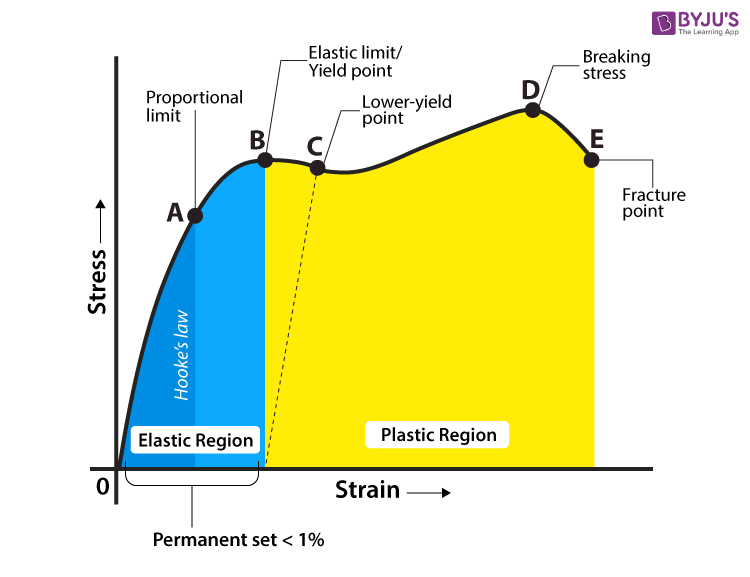 BYJU'S
The Learning App
Elastic limit/
Yield point
Breaking
stress
Proportional
limit
Lower-yield
point
D
B
C
E
A
Fracture
point
Stress
Hooke's law
Elastic Region
Plastic Region
0
Strain
Permanent set < 1%